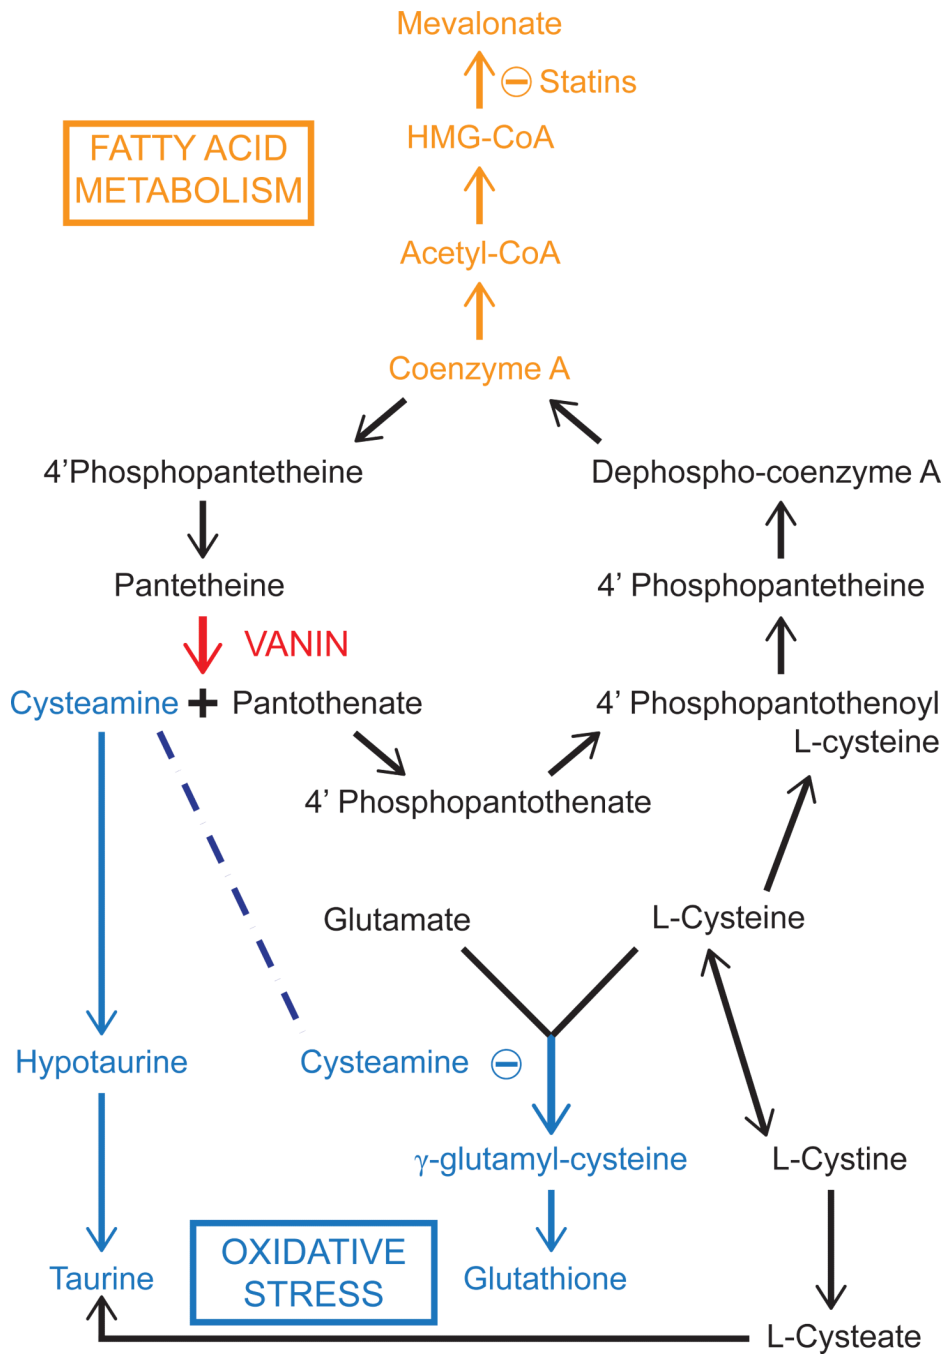 Mevalonate
⊖ Statins
HMG-CoA
FATTY ACID
METABOLISM
Acetyl-CoA
Coenzyme A
4’Phosphopantetheine
Dephospho-coenzyme A
Pantetheine
4’ Phosphopantetheine
VANIN
Cysteamine + Pantothenate
4’ Phosphopantothenoyl
L-cysteine
4’ Phosphopantothenate
Glutamate
L-Cysteine
Hypotaurine
Cysteamine ⊖
γ-glutamyl-cysteine
L-Cystine
OXIDATIVE
STRESS
Taurine
Glutathione
L-Cysteate